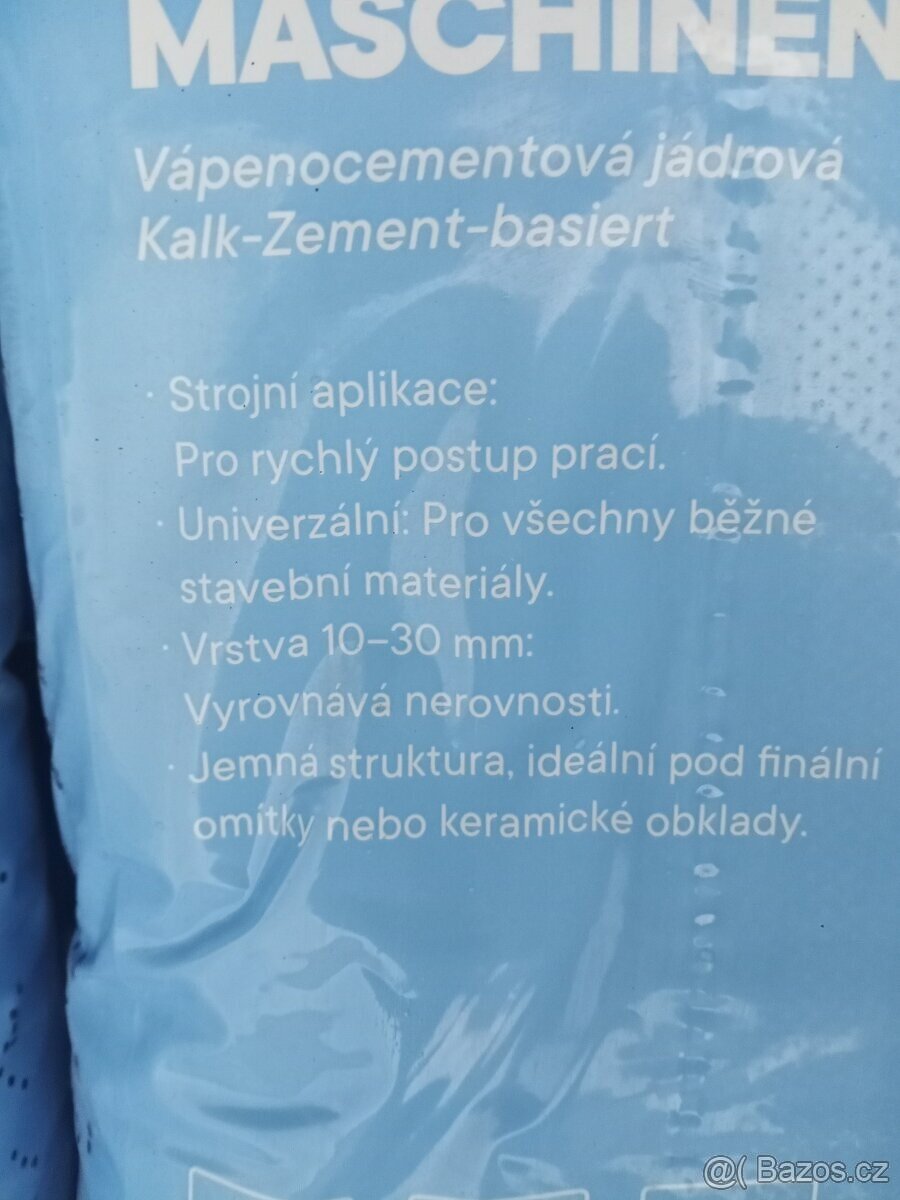 MASCHINEN
Vápenocementová jádrová
Kalk-Zement-basiert
· Strojní aplikace:
Pro rychlý postup prací.
· Univerzální: Pro všechny běžné
stavební materiály.
· Vrstva 10–30 mm:
Vyrovnává nerovnosti.
· Jemná struktura, ideální pod finální
omítky nebo keramické obklady.
@( Bazos.cz